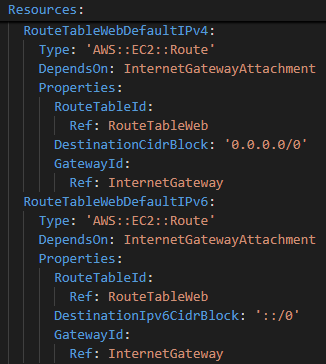 Resources:
  RouteTableWebDefaultIPv4:
    Type: 'AWS::EC2::Route'
    DependsOn: InternetGatewayAttachment
    Properties:
      RouteTableId:
        Ref: RouteTableWeb
      DestinationCidrBlock: '0.0.0.0/0'
      GatewayId:
        Ref: InternetGateway
  RouteTableWebDefaultIPv6:
    Type: 'AWS::EC2::Route'
    DependsOn: InternetGatewayAttachment
    Properties:
      RouteTableId:
        Ref: RouteTableWeb
      DestinationIpv6CidrBlock: '::/0'
      GatewayId:
        Ref: InternetGateway